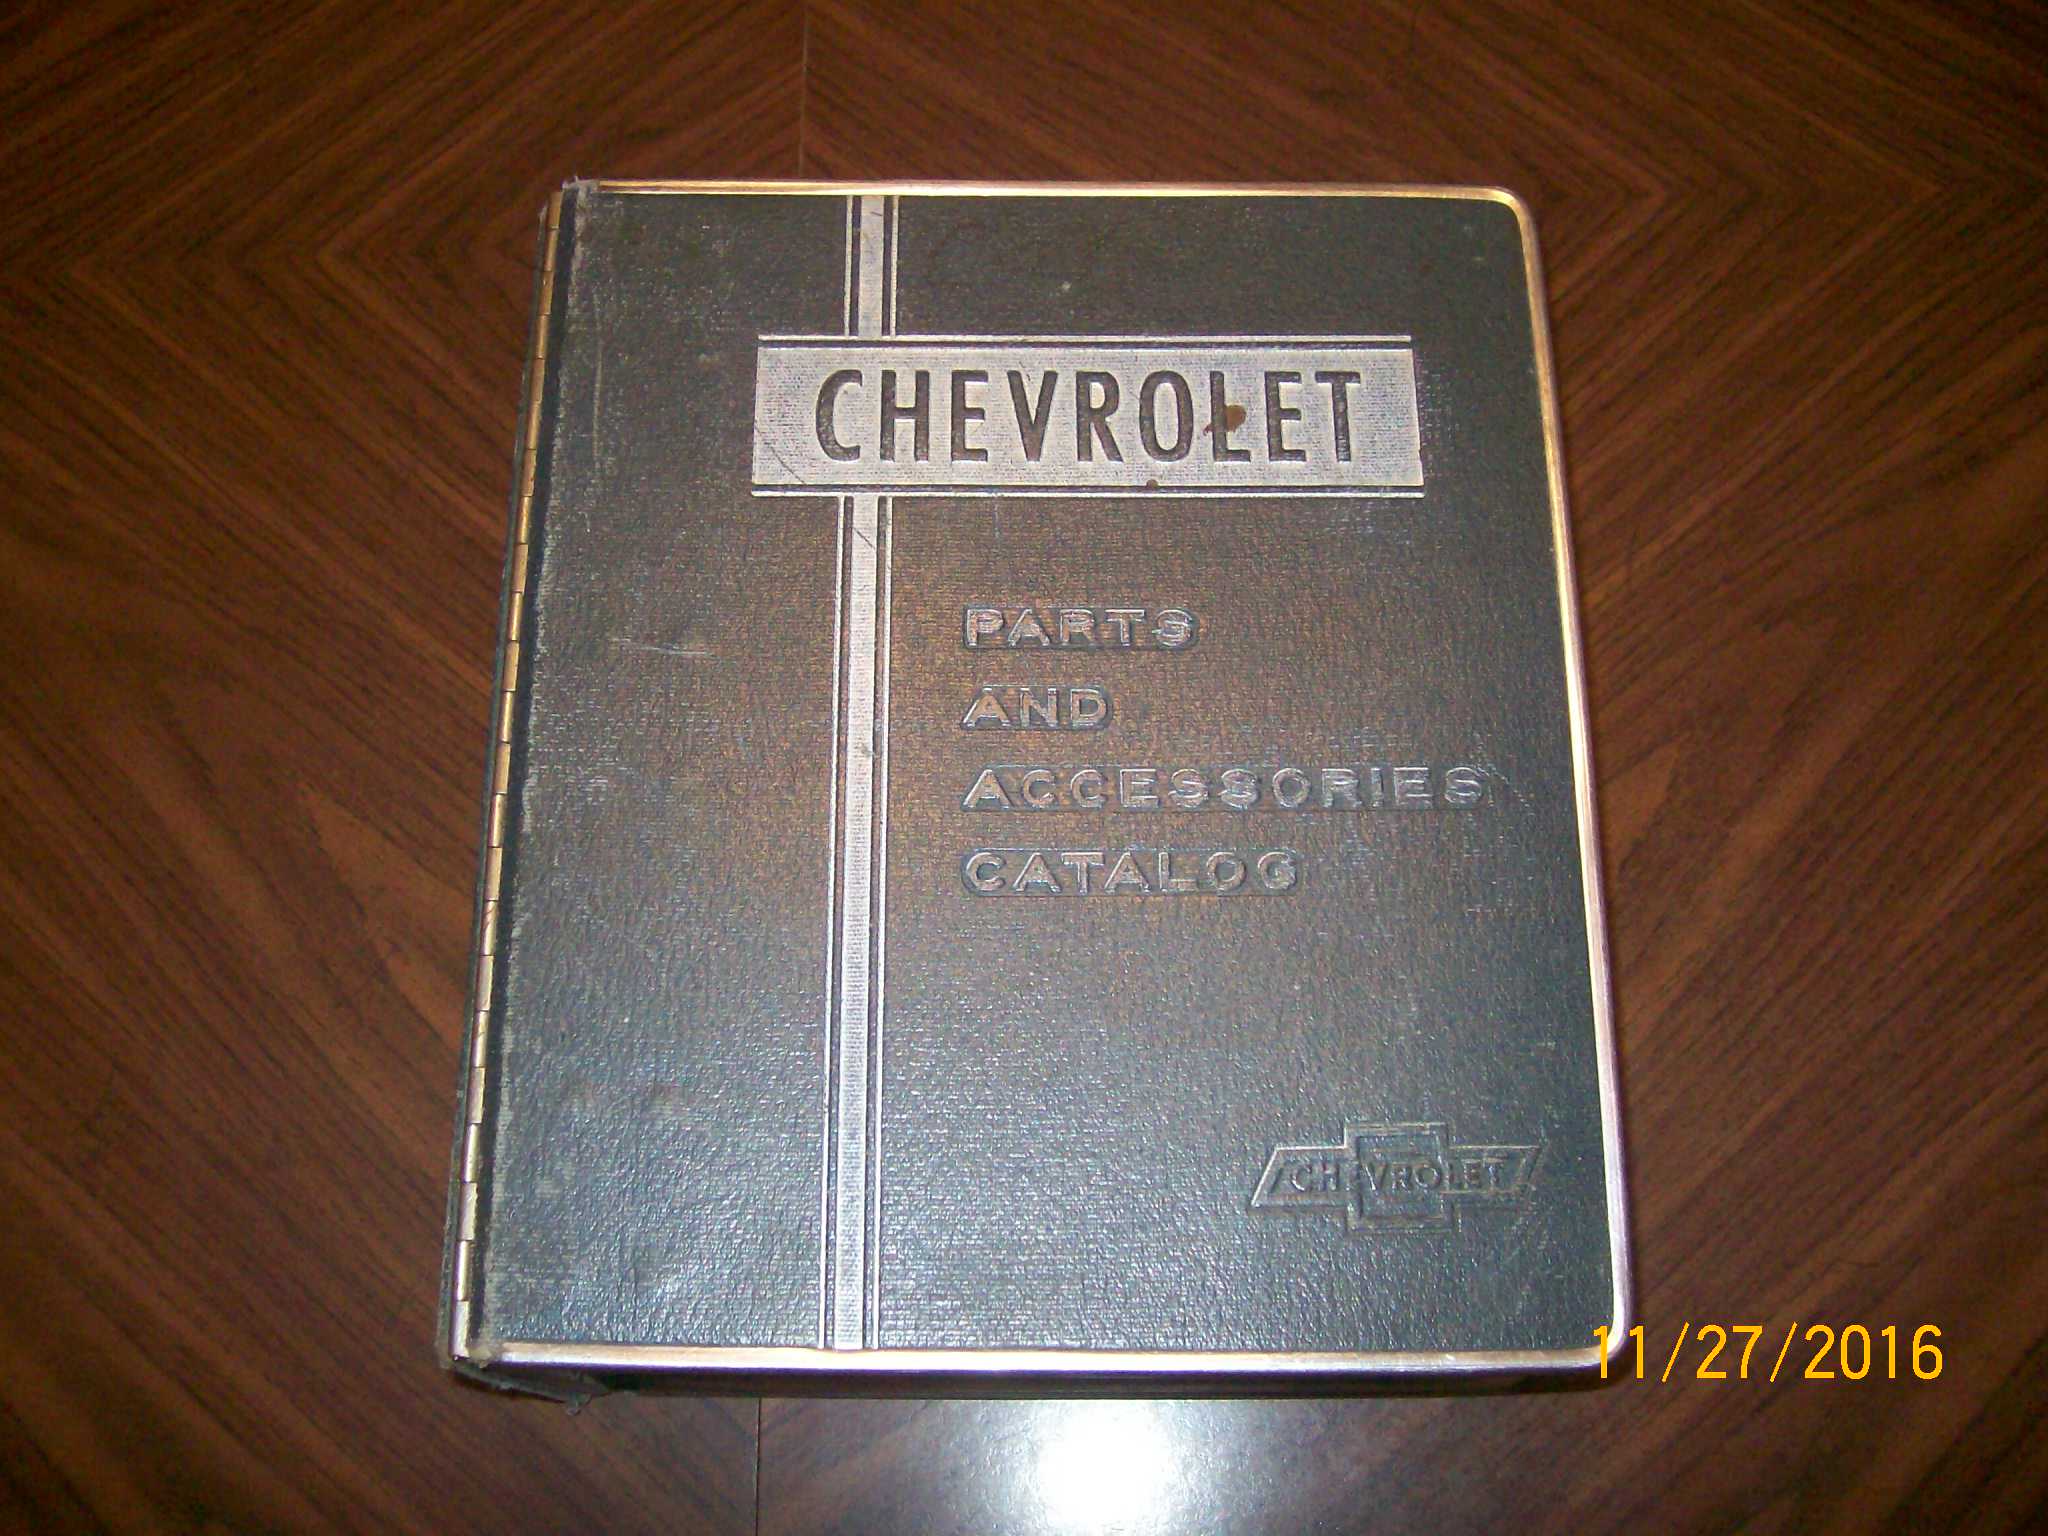 CHEVROLET
PARTS
AND
ACCESSORIES
CATALOG
CHEVROLET
11/27/2016